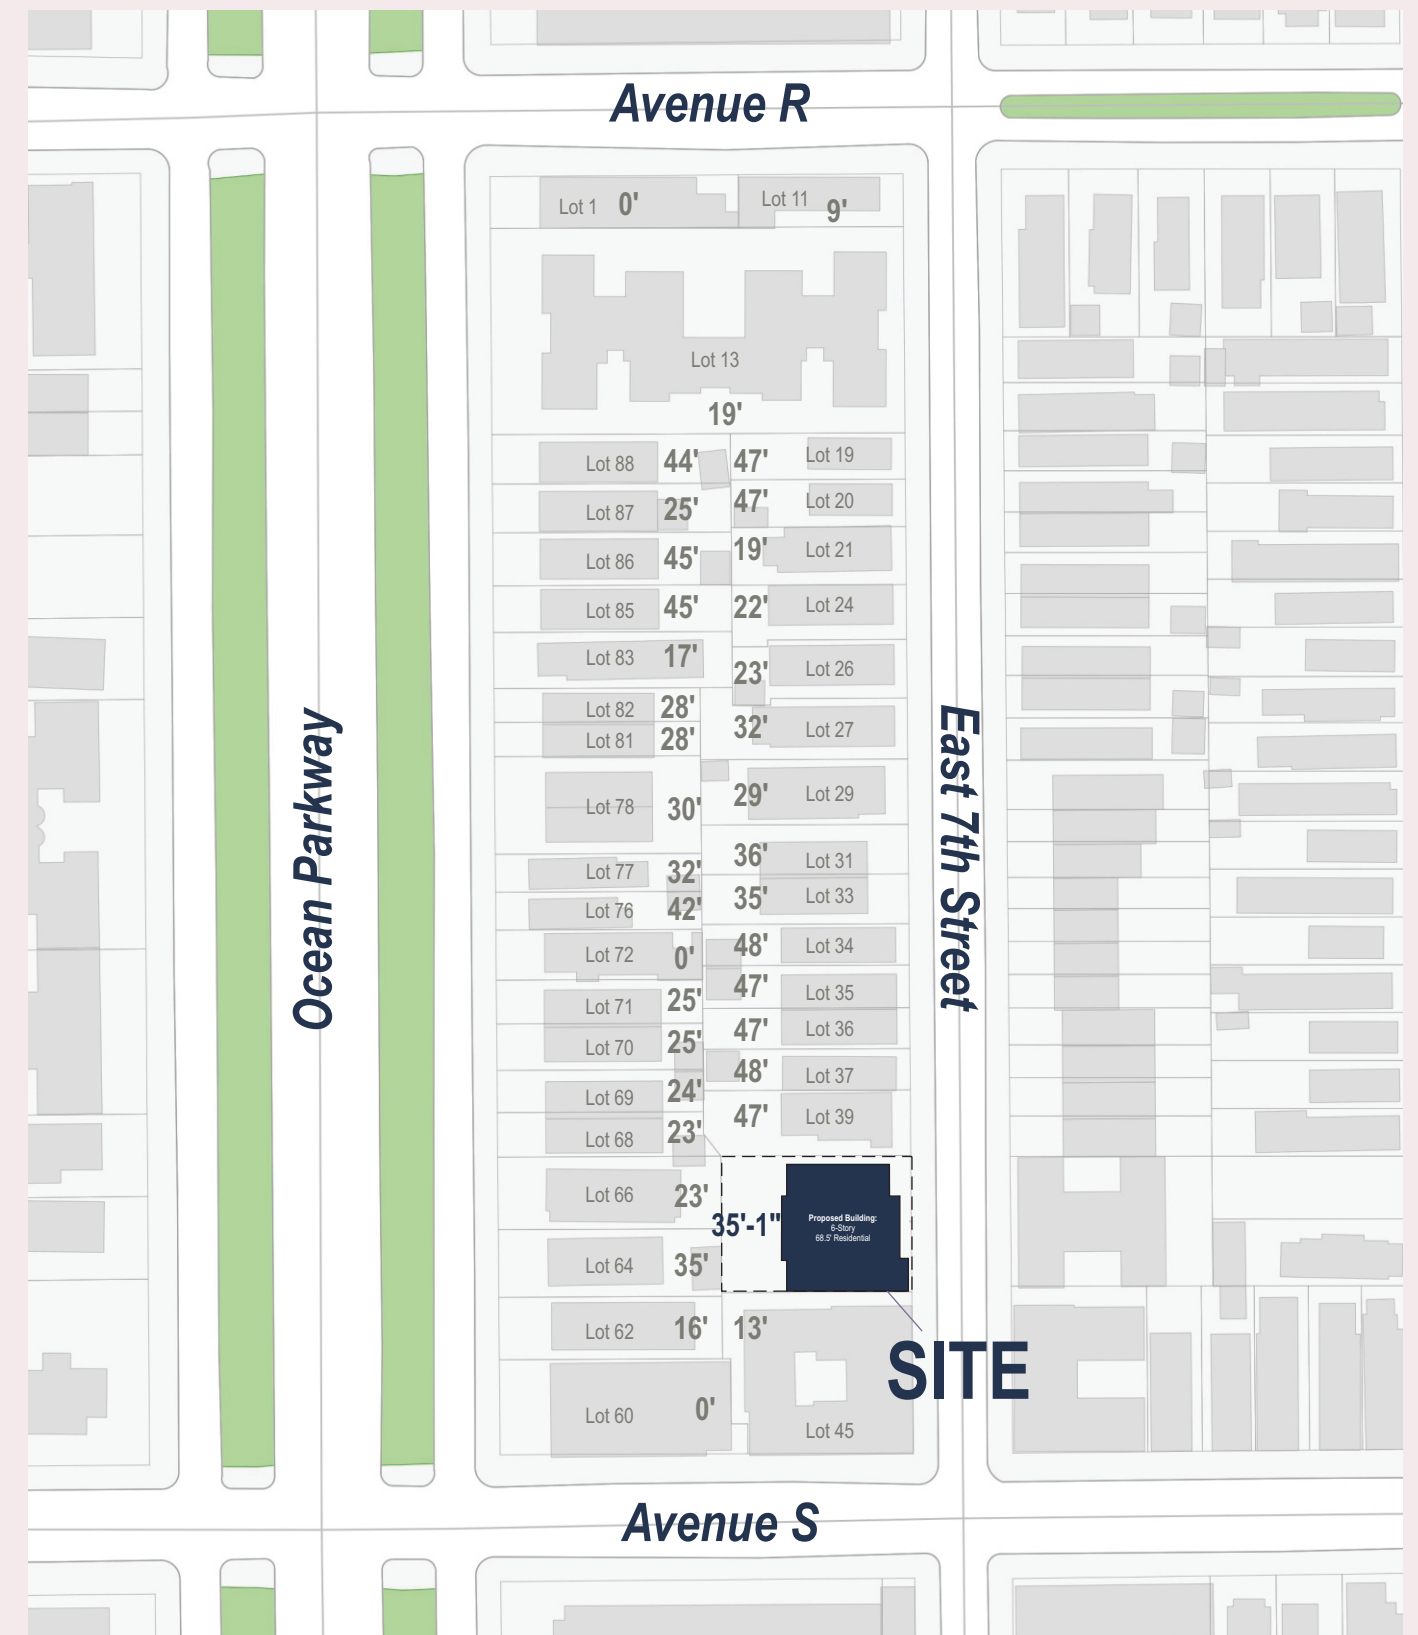 Avenue R
Lot 1 0'
Lot 11 9'
Lot 13
19'
Lot 88 44' 47' Lot 19
Lot 87 25' 47' Lot 20
Lot 86 45' 19' Lot 21
Lot 85 45' 22' Lot 24
Lot 83 17' 23' Lot 26
Lot 82 28' 32' Lot 27
Lot 81 28'
Lot 78 30' 29' Lot 29
Lot 77 32' 36' Lot 31
Lot 76 42' 35' Lot 33
Lot 72 0' 48' Lot 34
Lot 71 25' 47' Lot 35
Lot 70 25' 47' Lot 36
Lot 69 24' 48' Lot 37
Lot 68 23' 47' Lot 39
Lot 66 23'
35'-1"
Proposed Building:
6-Story
68.5' Residential
Lot 64 35'
Lot 62 16' 13'
Lot 60 0' Lot 45
SITE
Ocean Parkway
East 7th Street
Avenue S